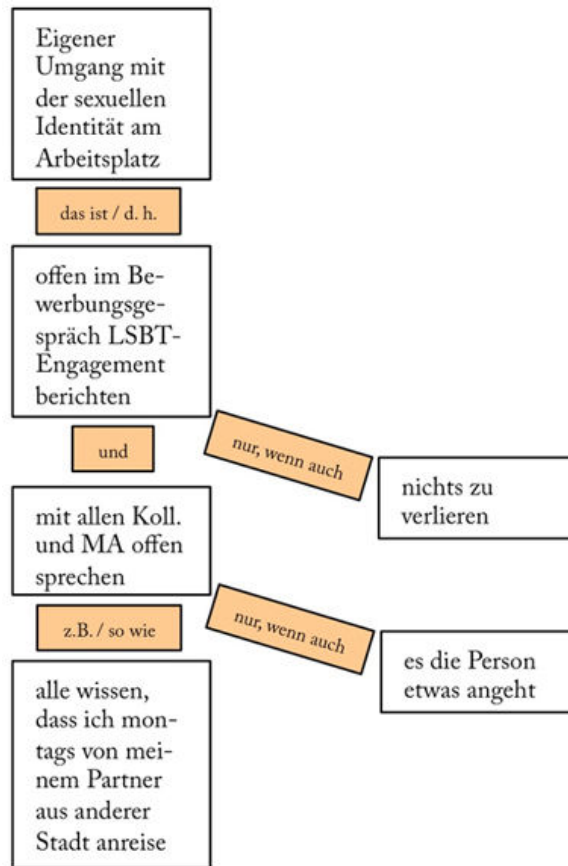 Eigener
Umgang mit
der sexuellen
Identität am
Arbeitsplatz
das ist / d. h.
offen im Be-
werbungsge-
spräch LSBT-
Engagement
berichten
und
nur, wenn auch
nichts zu
verlieren
mit allen Koll.
und MA offen
sprechen
z.B. / so wie
nur, wenn auch
es die Person
etwas angeht
alle wissen,
dass ich mon-
tags von mei-
nem Partner
aus anderer
Stadt anreise